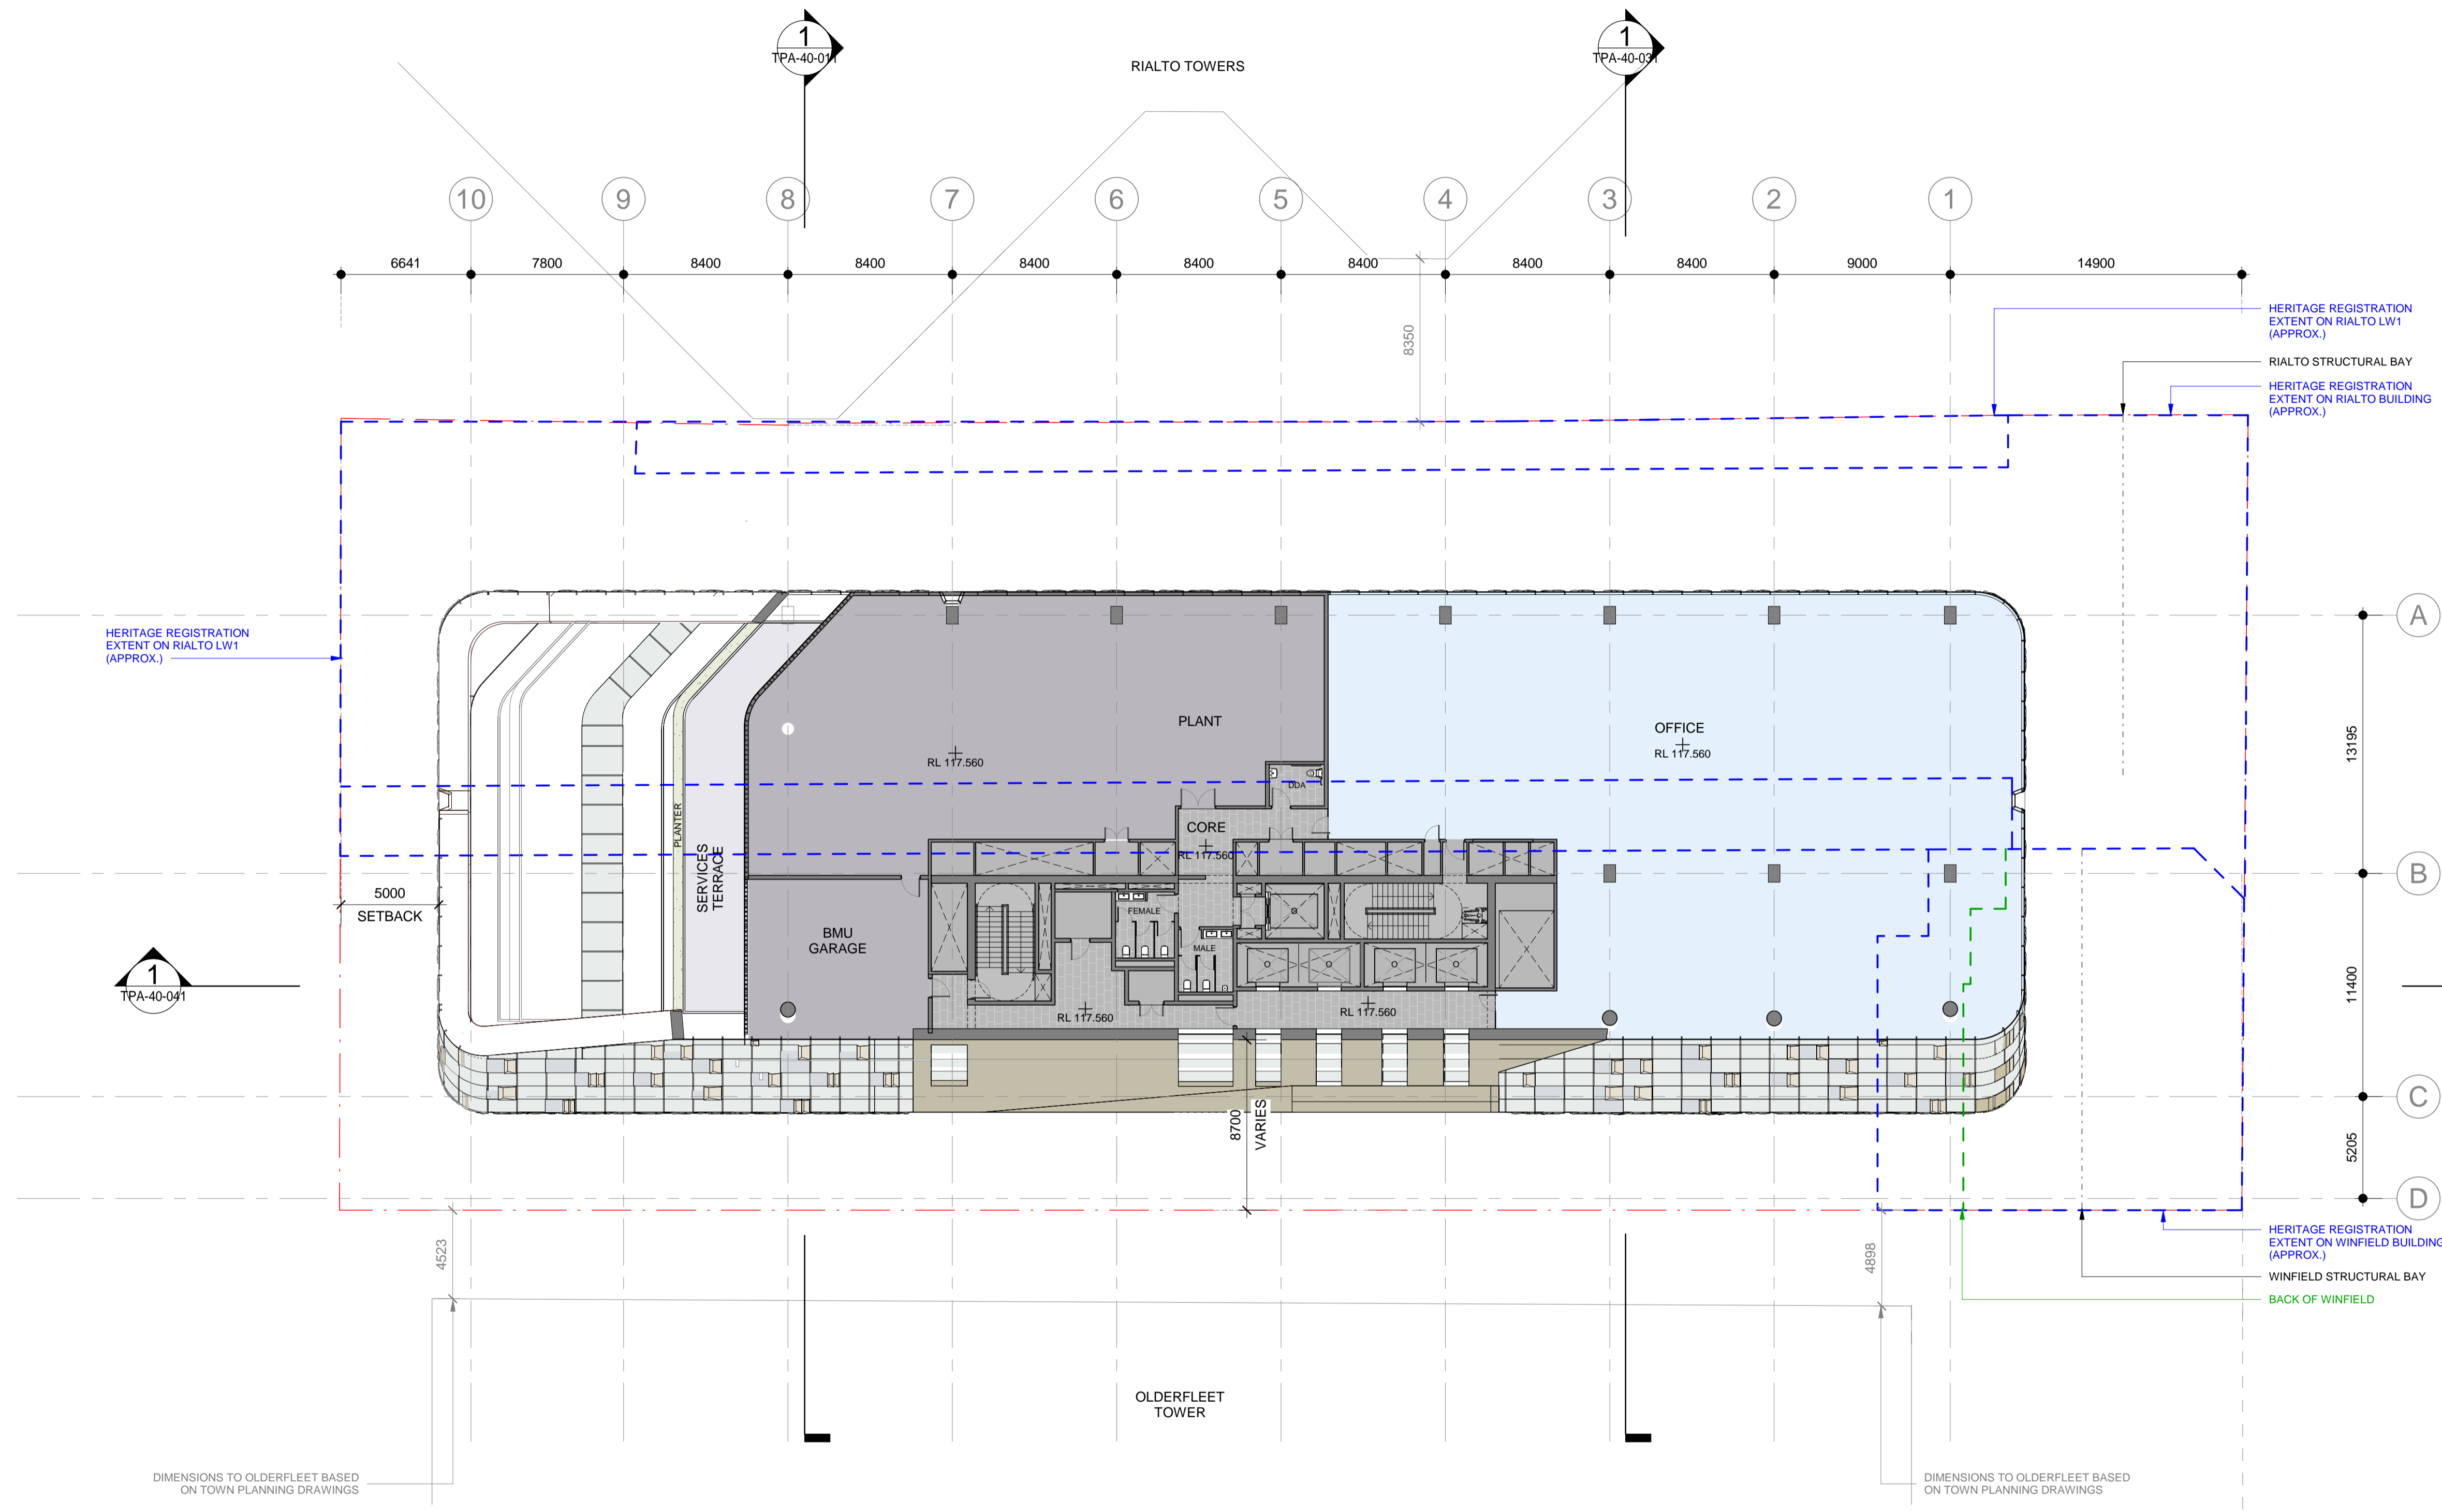 1
TPA-40-011
1
TPA-40-031
RIALTO TOWERS
10
9
8
7
6
5
4
3
2
1
6641
7800
8400
8400
8400
8400
8400
8400
8400
9000
14900
8350
HERITAGE REGISTRATION
EXTENT ON RIALTO LW1
(APPROX.)
RIALTO STRUCTURAL BAY
HERITAGE REGISTRATION
EXTENT ON RIALTO BUILDING
(APPROX.)
HERITAGE REGISTRATION
EXTENT ON RIALTO LW1
(APPROX.)
A
13195
B
11400
C
5205
D
PLANT
RL 117.560
OFFICE
RL 117.560
DDA
CORE
RL 117.560
PLANTER
SERVICES
TERRACE
5000
SETBACK
BMU
GARAGE
FEMALE
MALE
RL 117.560
RL 117.560
1
TPA-40-041
8700
VARIES
4523
4898
HERITAGE REGISTRATION
EXTENT ON WINFIELD BUILDING
(APPROX.)
WINFIELD STRUCTURAL BAY
BACK OF WINFIELD
OLDERFLEET
TOWER
DIMENSIONS TO OLDERFLEET BASED
ON TOWN PLANNING DRAWINGS
DIMENSIONS TO OLDERFLEET BASED
ON TOWN PLANNING DRAWINGS